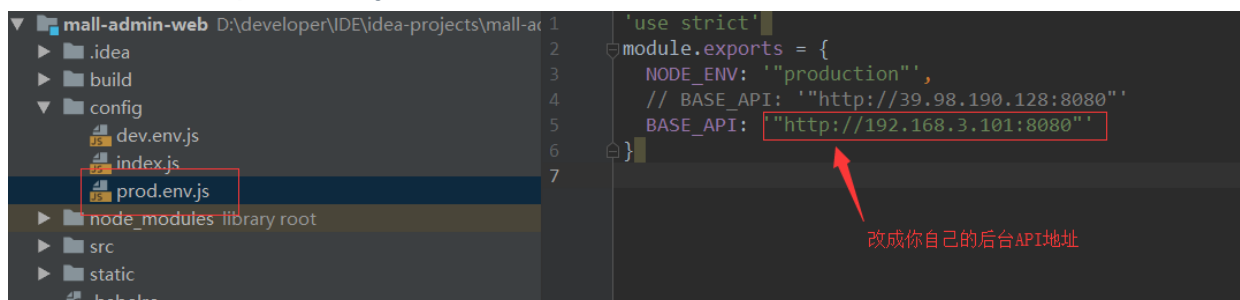 mall-admin-web D:\developer\IDE\idea-projects\mall-ad
.idea
build
config
dev.env.js
index.js
prod.env.js
node_modules library root
src
static
.babelrc
1 'use strict'
2 module.exports = {
3 NODE_ENV: '"production"',
4 // BASE_API: '"http://39.98.190.128:8080"'
5 BASE_API: '"http://192.168.3.101:8080"'
6 }
7
改成你自己的后台API地址